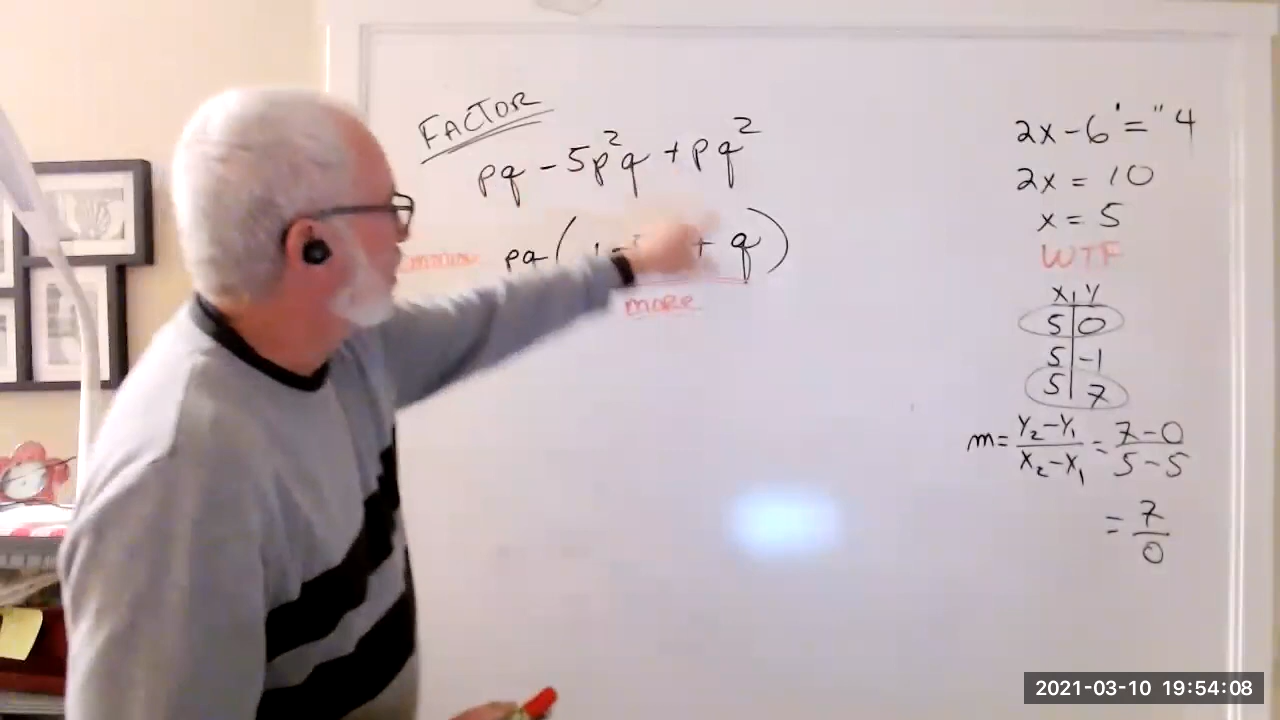 FACTOR
pq - 5p²q + pq²
pq ( 1 - + q )
more
2x - 6 ' = " 4
2x = 10
x = 5
WTF
x, y
5 | 0
5 | -1
5 | 7
m = (y₂ - y₁)/(x₂ - x₁) = (7 - 0)/(5 - 5)
= 7/0
2021-03-10 19:54:08